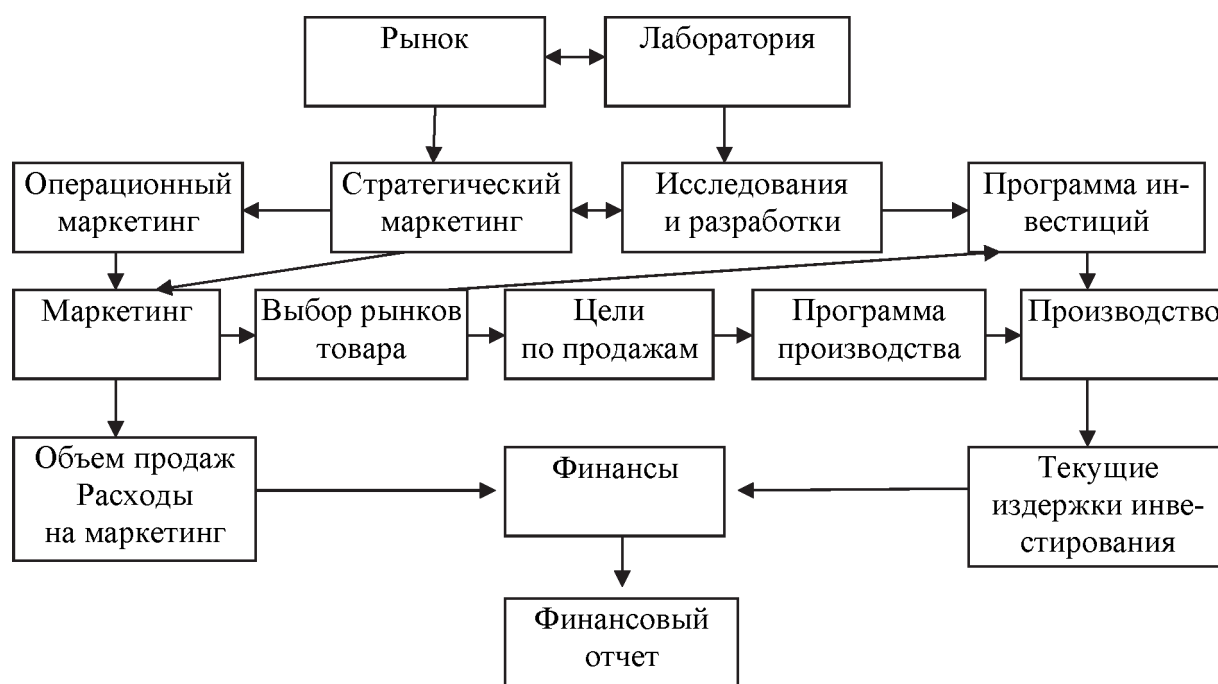 Рынок
Лаборатория
Операционный
маркетинг
Стратегический
маркетинг
Исследования
и разработки
Программа ин-
вестиций
Маркетинг
Выбор рынков
товара
Цели
по продажам
Программа
производства
Производство
Объем продаж
Расходы
на маркетинг
Финансы
Текущие
издержки инве-
стирования
Финансовый
отчет